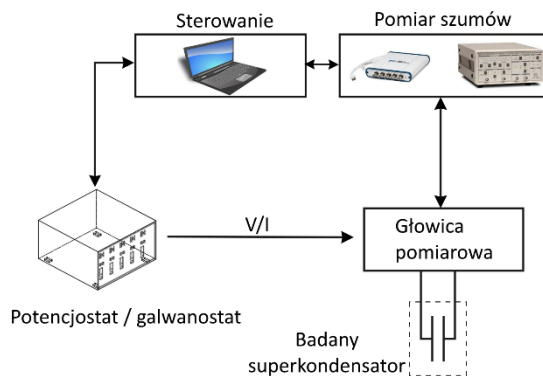 Sterowanie
Pomiar szumów
V/I
Głowica
pomiarowa
Potencjostat / galwanostat
Badany
superkondensator